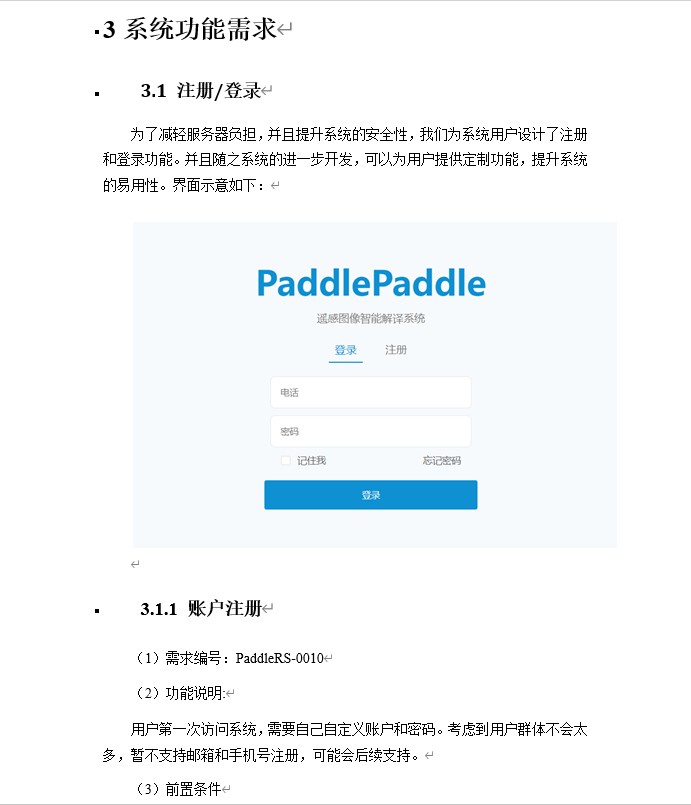 3 系统功能需求
3.1 注册/登录
为了减轻服务器负担，并且提升系统的安全性，我们为系统用户设计了注册
和登录功能。并且随之系统的进一步开发，可以为用户提供定制功能，提升系统
的易用性。界面示意如下：
PaddlePaddle
遥感图像智能解译系统
登录 注册
电话
密码
记住我 忘记密码
登录
3.1.1 账户注册
（1）需求编号：PaddleRS-0010
（2）功能说明:
用户第一次访问系统，需要自己自定义账户和密码。考虑到用户群体不会太
多，暂不支持邮箱和手机号注册，可能会后续支持。
（3）前置条件